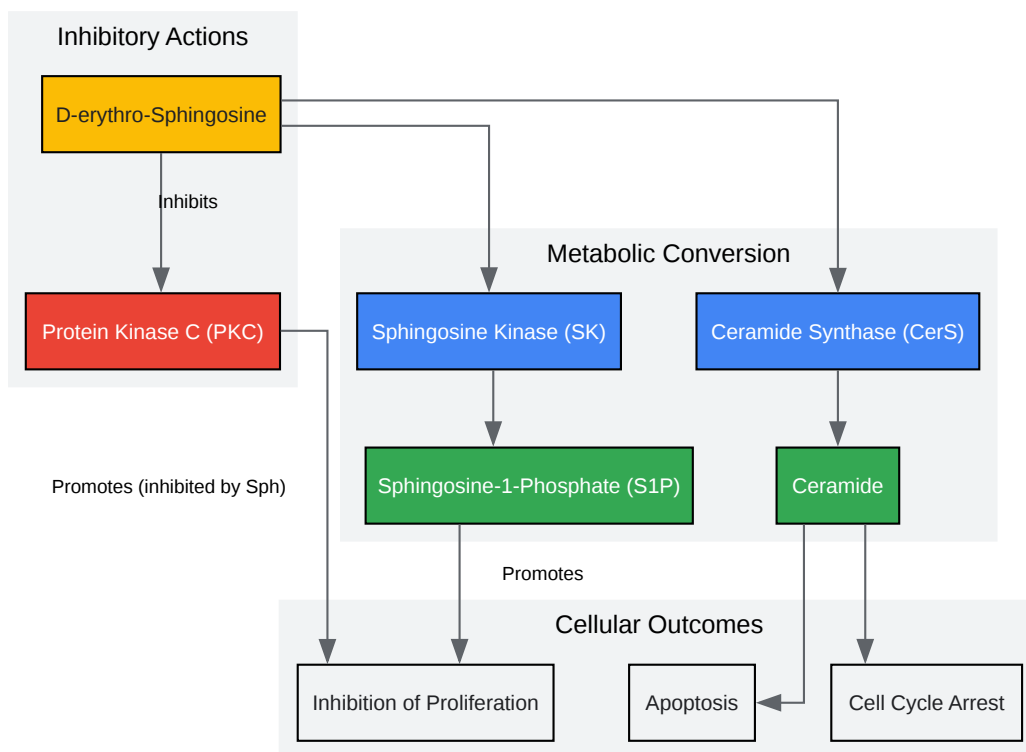 Inhibitory Actions
D-erythro-Sphingosine
Inhibits
Metabolic Conversion
Protein Kinase C (PKC)
Sphingosine Kinase (SK)
Ceramide Synthase (CerS)
Promotes (inhibited by Sph)
Sphingosine-1-Phosphate (S1P)
Ceramide
Promotes
Cellular Outcomes
Inhibition of Proliferation
Apoptosis
Cell Cycle Arrest